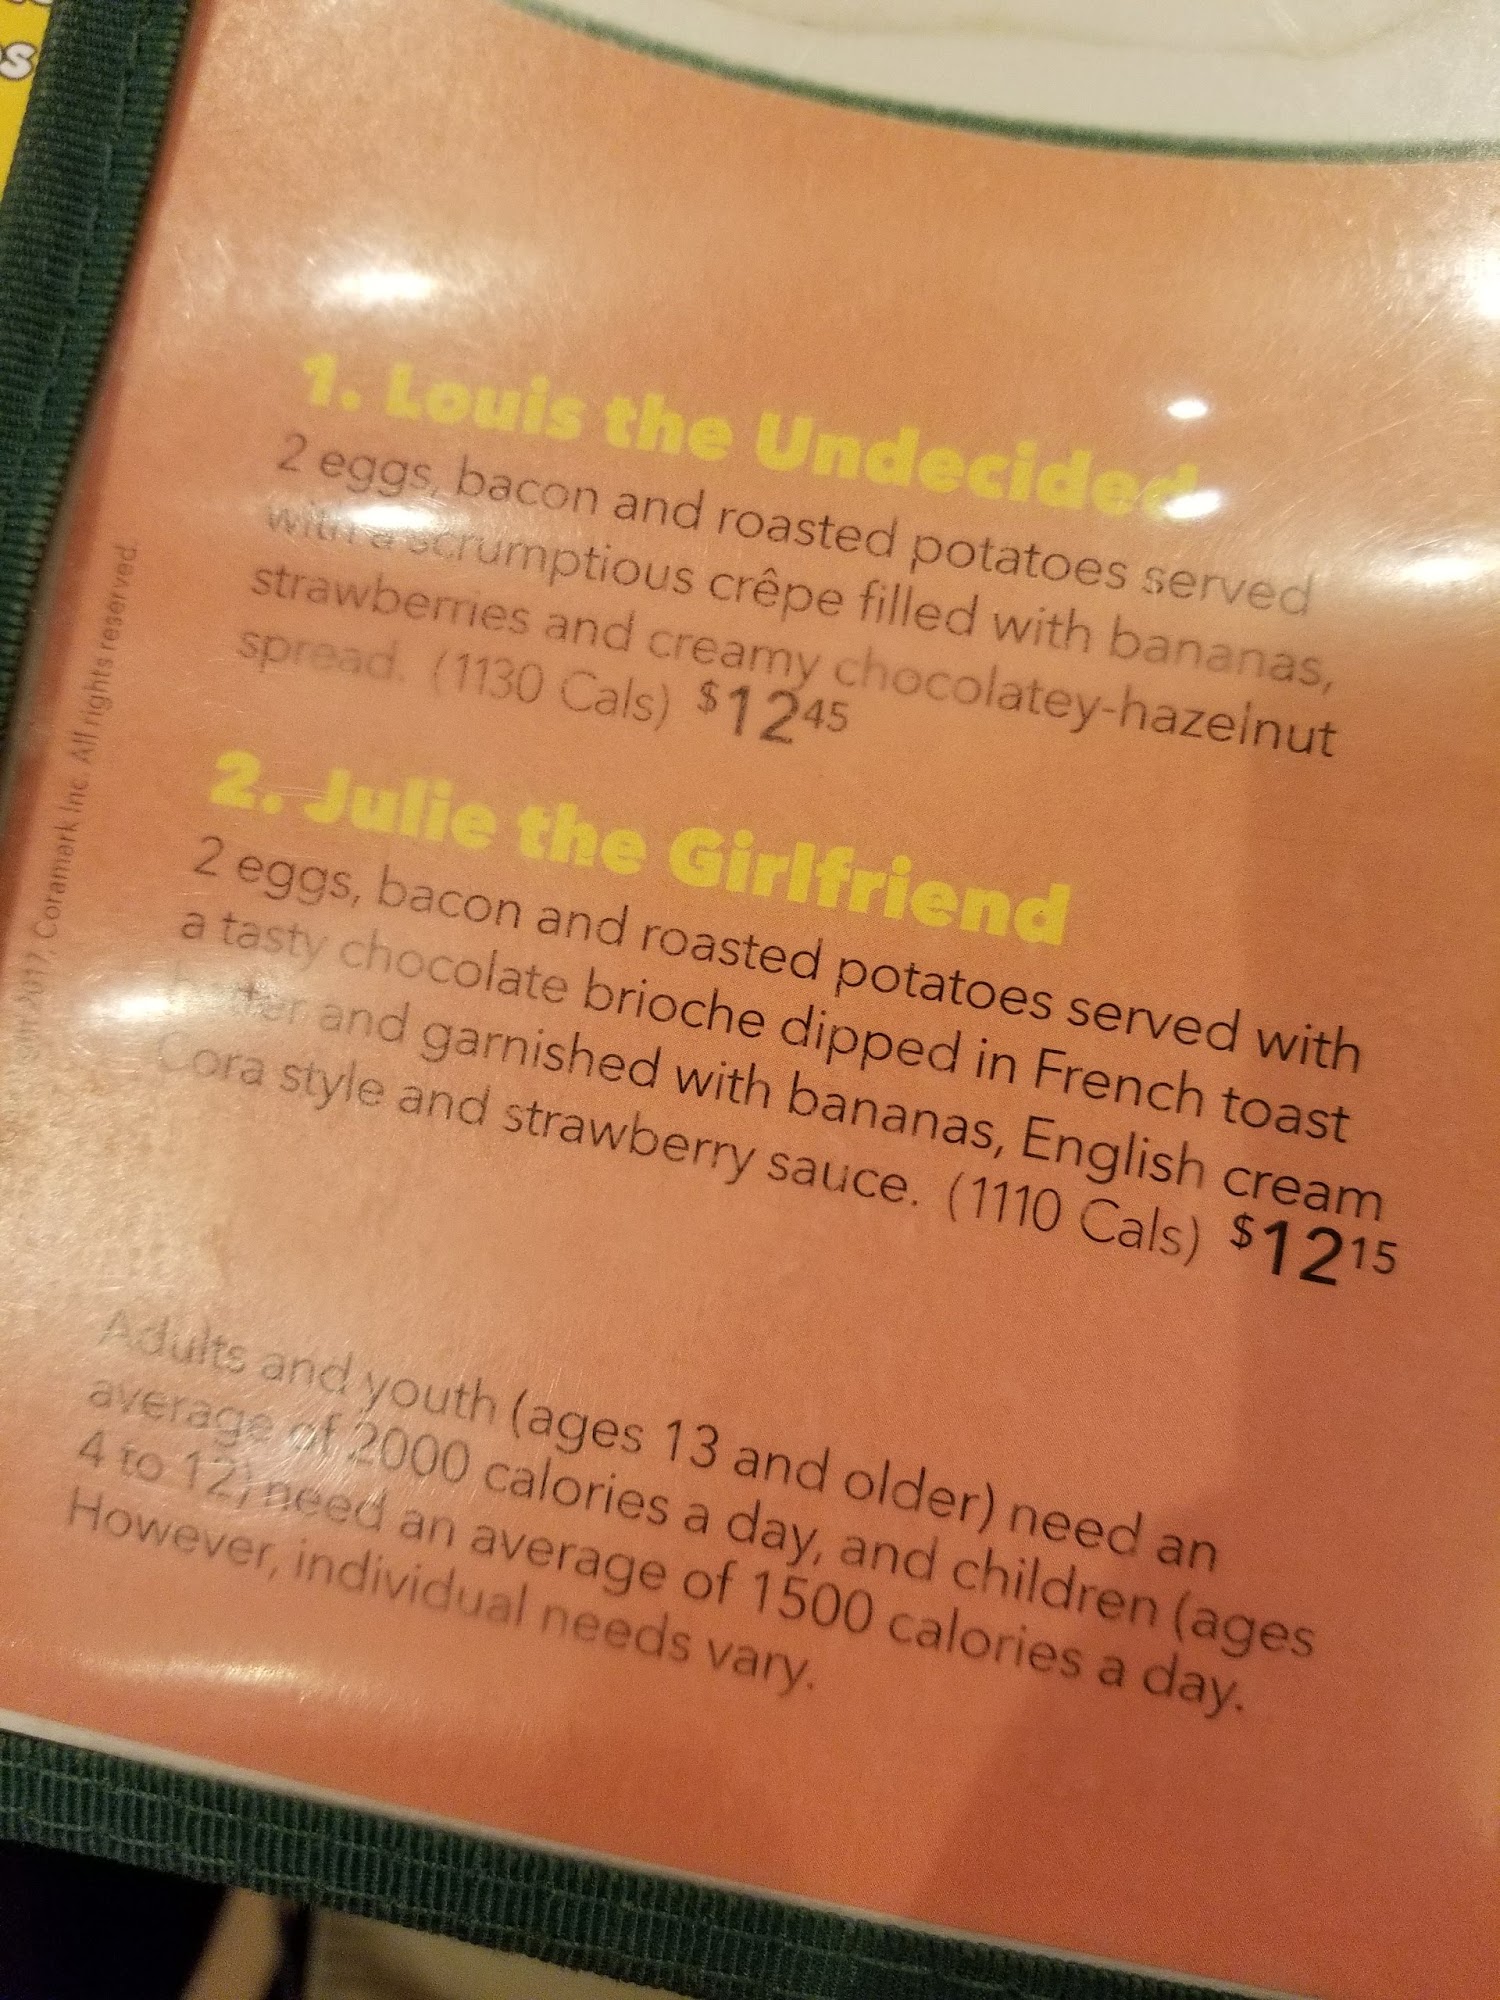 1. Louis the Undecided
2 eggs, bacon and roasted potatoes served
with a scrumptious crêpe filled with bananas,
strawberries and creamy chocolatey-hazelnut
spread. (1130 Cals) $12 45
2. Julie the Girlfriend
2 eggs, bacon and roasted potatoes served with
a tasty chocolate brioche dipped in French toast
batter and garnished with bananas, English cream
Cora style and strawberry sauce. (1110 Cals) $12 15
Adults and youth (ages 13 and older) need an
average of 2000 calories a day, and children (ages
4 to 12) need an average of 1500 calories a day.
However, individual needs vary.
2017, Coramark Inc. All rights reserved.